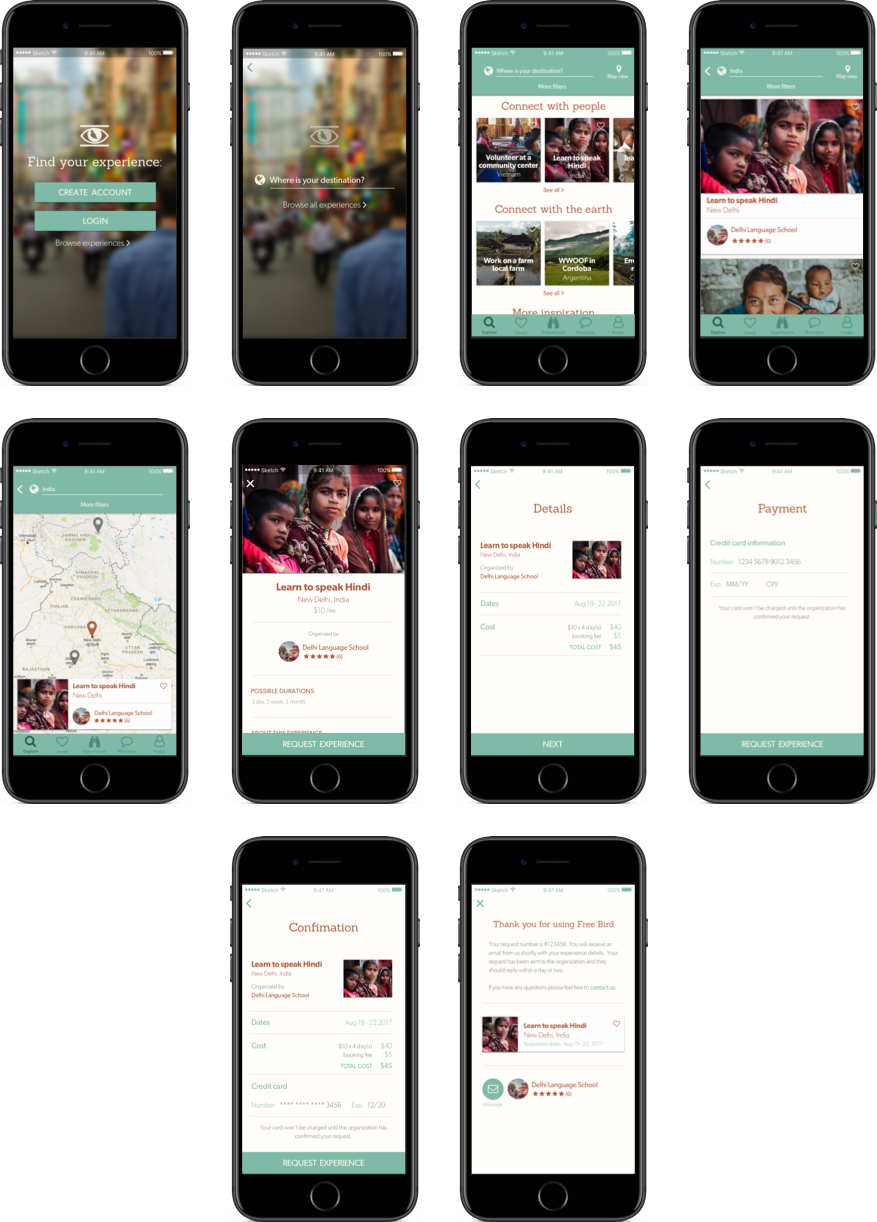 Sketch 9:41 AM 100%
Find your experience:
CREATE ACCOUNT
LOGIN
Browse experiences
Sketch 9:41 AM 100%
Where is your destination?
Browse all experiences
Sketch 9:41 AM 100%
Where is your destination?
Map view
More filters
Connect with people
Volunteer at a
community center
Vietnam
Learn to speak
Hindi
India
See all
Connect with the earth
Work on a farm
local farm
WWOOF in
Cordoba
Argentina
See all
More inspiration
Explore Saved Experiences Messages Profile
Sketch 9:41 AM 100%
India
Map view
More filters
Learn to speak Hindi
New Delhi
Delhi Language School
(6)
Explore Saved Experiences Messages Profile
Sketch 9:41 AM 100%
India
More filters
JAMMU AND
KASHMIR
HIMACHAL
PRADESH
CHANDIGARH
PUNJAB
UTTARAKHAND
HARYANA
UTTAR
PRADESH
RAJASTHAN
Learn to speak Hindi
New Delhi
Delhi Language School
(6)
Explore Saved Experiences Messages Profile
Sketch 9:41 AM 100%
Learn to speak Hindi
New Delhi, India
$10 /day
Organized by
Delhi Language School
(6)
POSSIBLE DURATIONS
1 day, 1 week, 1 month
ABOUT THIS EXPERIENCE
REQUEST EXPERIENCE
Sketch 9:41 AM 100%
Details
Learn to speak Hindi
New Delhi, India
Organized by
Delhi Language School
Dates Aug 19 - 22 2017
Cost $10 x 4 day(s) $40
booking fee $5
TOTAL COST $45
NEXT
Sketch 9:41 AM 100%
Payment
Credit card information
Number 1234 5678 9012 3456
Exp. MM/YY | CVV
Your card won't be charged until the organization has
confirmed your request.
REQUEST EXPERIENCE
Sketch 9:41 AM 100%
Confimation
Learn to speak Hindi
New Delhi, India
Organized by
Delhi Language School
Dates Aug 19 - 22 2017
Cost $10 x 4 day(s) $40
booking fee $5
TOTAL COST $45
Credit card
Number **** **** **** 3456 Exp. 12/20
Your card won't be charged until the organization has
confirmed your request.
REQUEST EXPERIENCE
Sketch 9:41 AM 100%
Thank you for using Free Bird
Your request number is #123456. You will receive an
email from us shortly with your experience details. Your
request has been sent to the organization and they
should reply within a day or two.
If you have any questions please feel free to contact us.
Learn to speak Hindi
New Delhi, India
Requested dates: Aug 19 - 22, 2017
Delhi Language School
(6)
Message